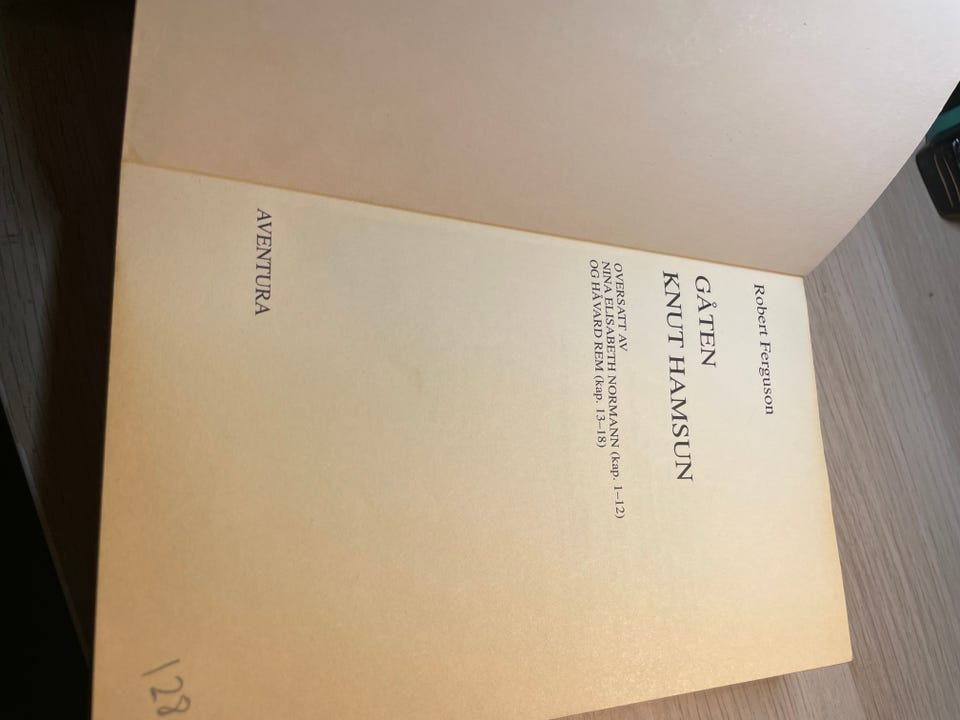 Robert Ferguson
GÅTEN
KNUT HAMSUN
OVERSATT AV
NINA ELISABETH NORMANN (kap. 1–12)
OG HÅVARD REM (kap. 13–18)
AVENTURA
128